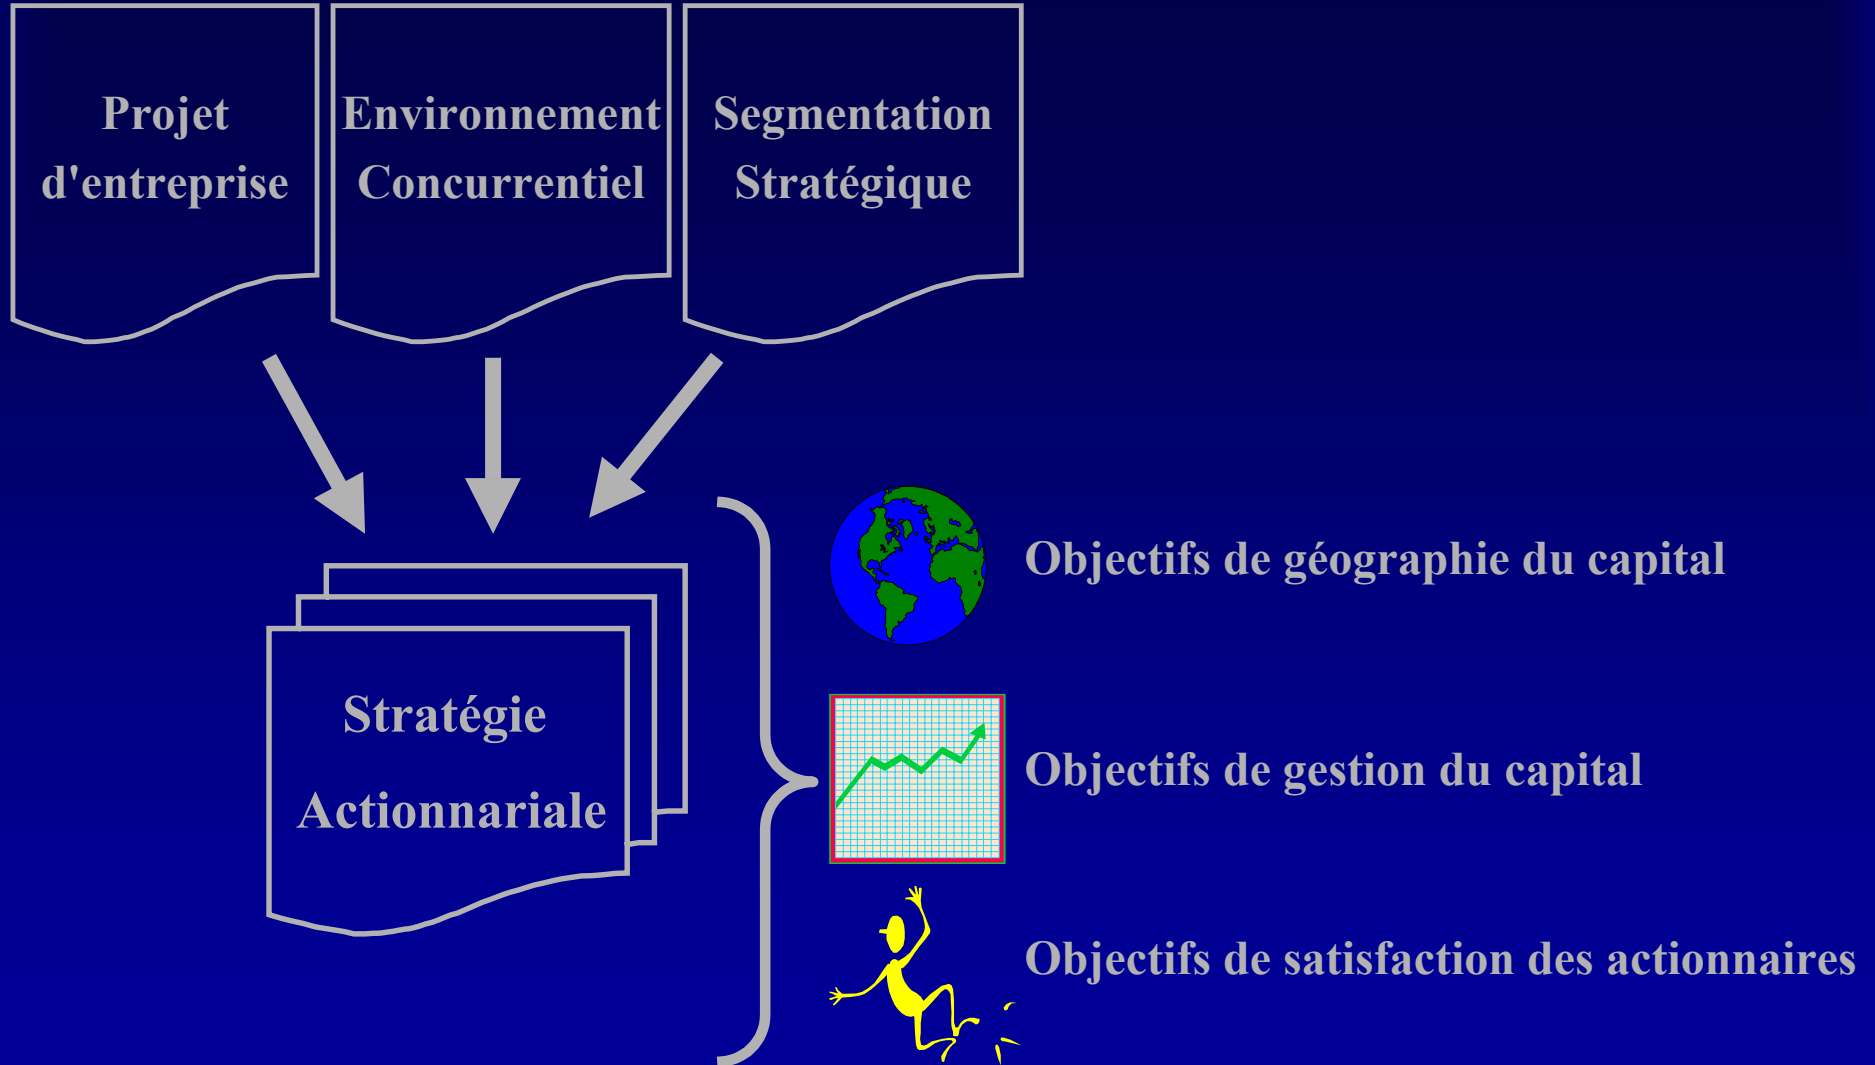 Projet
d'entreprise
Environnement
Concurrentiel
Segmentation
Stratégique
Stratégie
Actionnariale
Objectifs de géographie du capital
Objectifs de gestion du capital
Objectifs de satisfaction des actionnaires